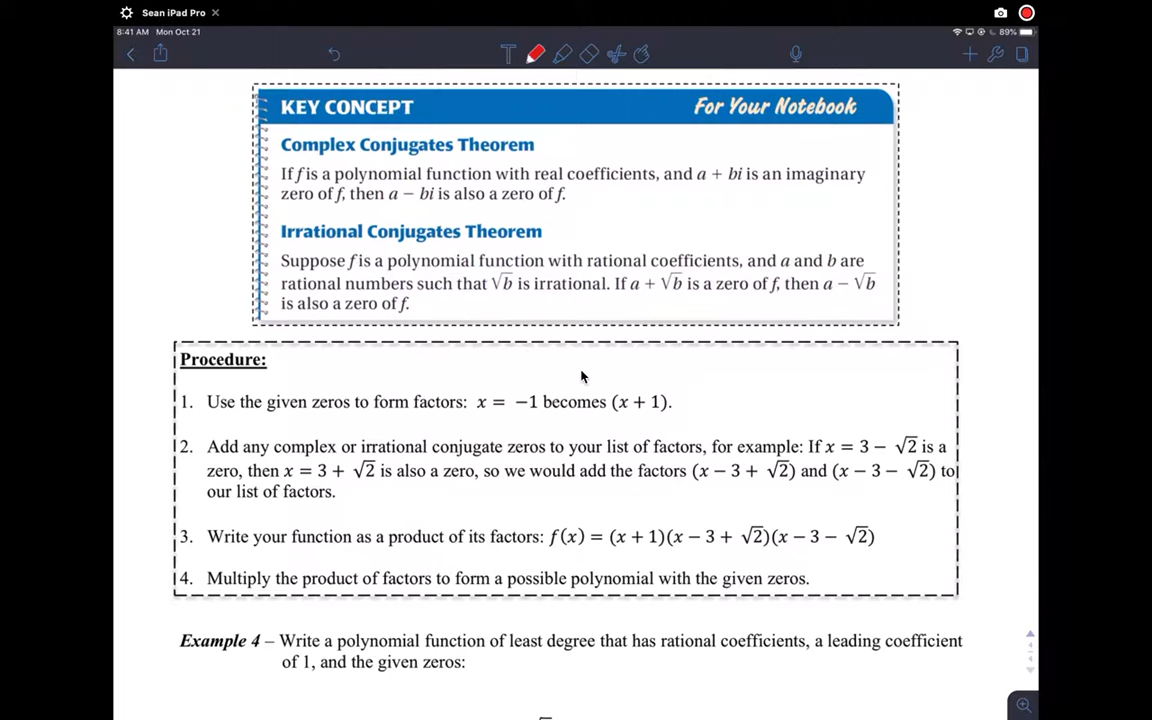 Sean iPad Pro ×
8:41 AM Mon Oct 21
89%
KEY CONCEPT For Your Notebook
Complex Conjugates Theorem
If f is a polynomial function with real coefficients, and a + bi is an imaginary
zero of f, then a − bi is also a zero of f.
Irrational Conjugates Theorem
Suppose f is a polynomial function with rational coefficients, and a and b are
rational numbers such that √b is irrational. If a + √b is a zero of f, then a − √b
is also a zero of f.
Procedure:
1. Use the given zeros to form factors: x = −1 becomes (x + 1).
2. Add any complex or irrational conjugate zeros to your list of factors, for example: If x = 3 − √2 is a
zero, then x = 3 + √2 is also a zero, so we would add the factors (x − 3 + √2) and (x − 3 − √2) to
our list of factors.
3. Write your function as a product of its factors: f(x) = (x + 1)(x − 3 + √2)(x − 3 − √2)
4. Multiply the product of factors to form a possible polynomial with the given zeros.
Example 4 – Write a polynomial function of least degree that has rational coefficients, a leading coefficient
of 1, and the given zeros: